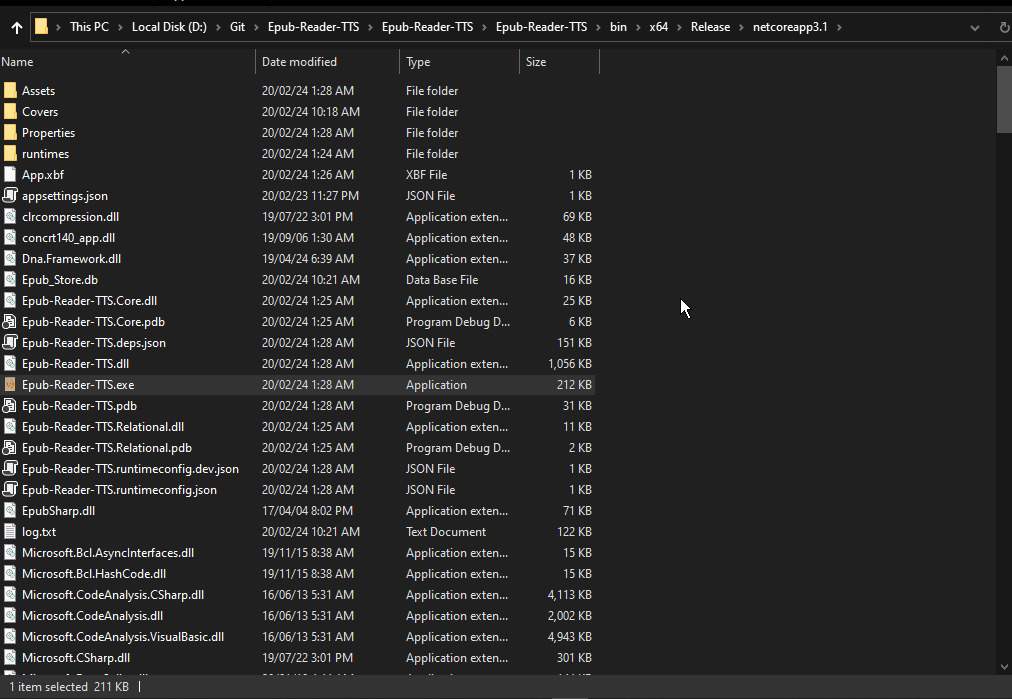 This PC > Local Disk (D:) > Git > Epub-Reader-TTS > Epub-Reader-TTS > Epub-Reader-TTS > bin > x64 > Release > netcoreapp3.1 >
Name Date modified Type Size
Assets 20/02/24 1:28 AM File folder
Covers 20/02/24 10:18 AM File folder
Properties 20/02/24 1:28 AM File folder
runtimes 20/02/24 1:24 AM File folder
App.xbf 20/02/24 1:26 AM XBF File 1 KB
appsettings.json 20/02/23 11:27 PM JSON File 1 KB
clrcompression.dll 19/07/22 3:01 PM Application exten... 69 KB
concrt140_app.dll 19/09/06 1:30 AM Application exten... 48 KB
Dna.Framework.dll 19/04/24 6:39 AM Application exten... 37 KB
Epub_Store.db 20/02/24 10:21 AM Data Base File 16 KB
Epub-Reader-TTS.Core.dll 20/02/24 1:25 AM Application exten... 25 KB
Epub-Reader-TTS.Core.pdb 20/02/24 1:25 AM Program Debug D... 6 KB
Epub-Reader-TTS.deps.json 20/02/24 1:28 AM JSON File 151 KB
Epub-Reader-TTS.dll 20/02/24 1:28 AM Application exten... 1,056 KB
Epub-Reader-TTS.exe 20/02/24 1:28 AM Application 212 KB
Epub-Reader-TTS.pdb 20/02/24 1:28 AM Program Debug D... 31 KB
Epub-Reader-TTS.Relational.dll 20/02/24 1:25 AM Application exten... 11 KB
Epub-Reader-TTS.Relational.pdb 20/02/24 1:25 AM Program Debug D... 2 KB
Epub-Reader-TTS.runtimeconfig.dev.json 20/02/24 1:28 AM JSON File 1 KB
Epub-Reader-TTS.runtimeconfig.json 20/02/24 1:28 AM JSON File 1 KB
EpubSharp.dll 17/04/04 8:02 PM Application exten... 71 KB
log.txt 20/02/24 10:21 AM Text Document 122 KB
Microsoft.Bcl.AsyncInterfaces.dll 19/11/15 8:38 AM Application exten... 15 KB
Microsoft.Bcl.HashCode.dll 19/11/15 8:38 AM Application exten... 15 KB
Microsoft.CodeAnalysis.CSharp.dll 16/06/13 5:31 AM Application exten... 4,113 KB
Microsoft.CodeAnalysis.dll 16/06/13 5:31 AM Application exten... 2,002 KB
Microsoft.CodeAnalysis.VisualBasic.dll 16/06/13 5:31 AM Application exten... 4,943 KB
Microsoft.CSharp.dll 19/07/22 3:01 PM Application exten... 301 KB
1 item selected 211 KB